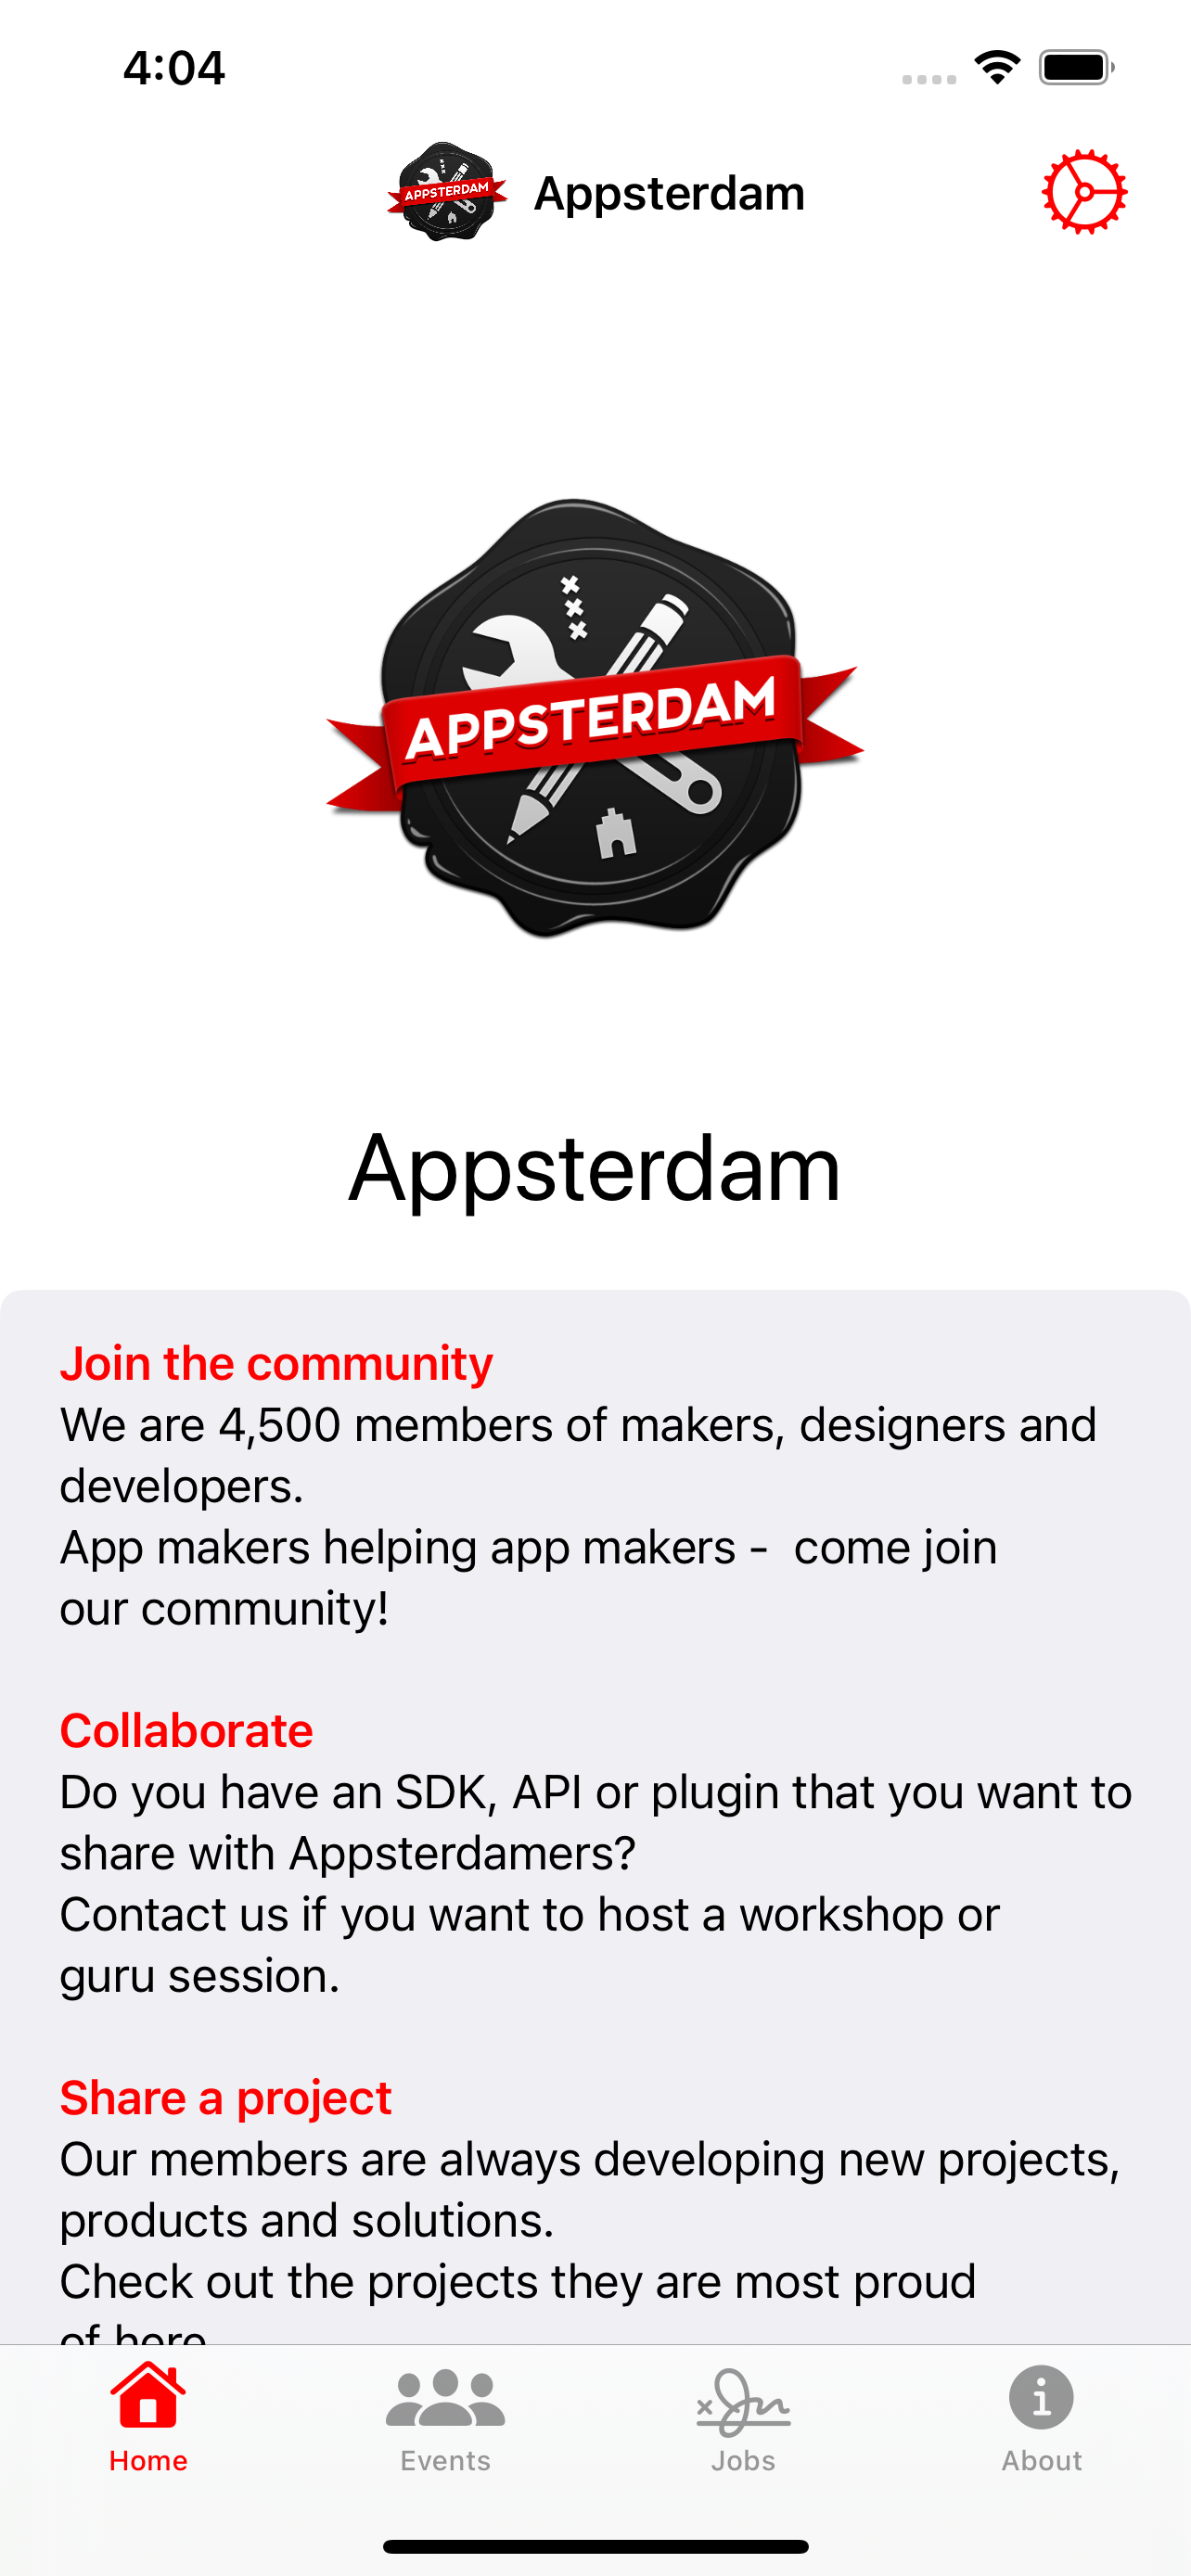 4:04
APPSTERDAM
Appsterdam
APPSTERDAM
Appsterdam
Join the community
We are 4,500 members of makers, designers and
developers.
App makers helping app makers -  come join
our community!
Collaborate
Do you have an SDK, API or plugin that you want to
share with Appsterdamers?
Contact us if you want to host a workshop or
guru session.
Share a project
Our members are always developing new projects,
products and solutions.
Check out the projects they are most proud
of here
Home
Events
Jobs
About